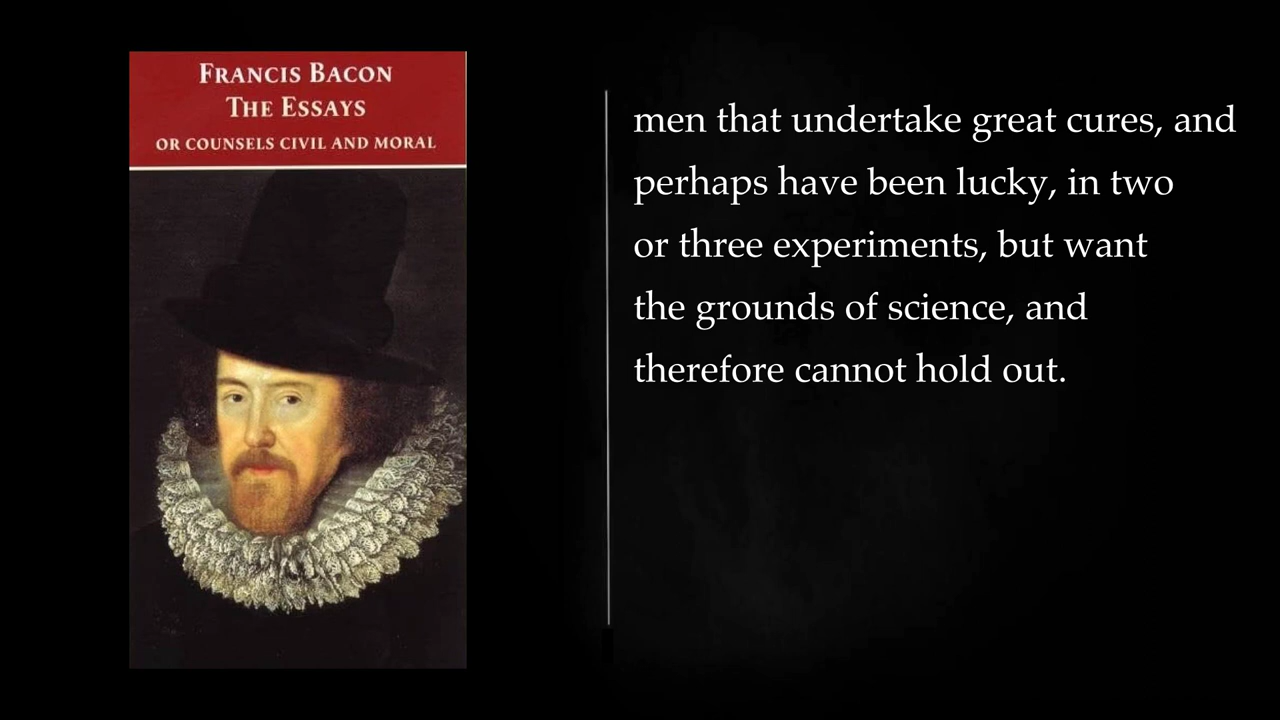 FRANCIS BACON
THE ESSAYS
OR COUNSELS CIVIL AND MORAL
men that undertake great cures, and
perhaps have been lucky, in two
or three experiments, but want
the grounds of science, and
therefore cannot hold out.